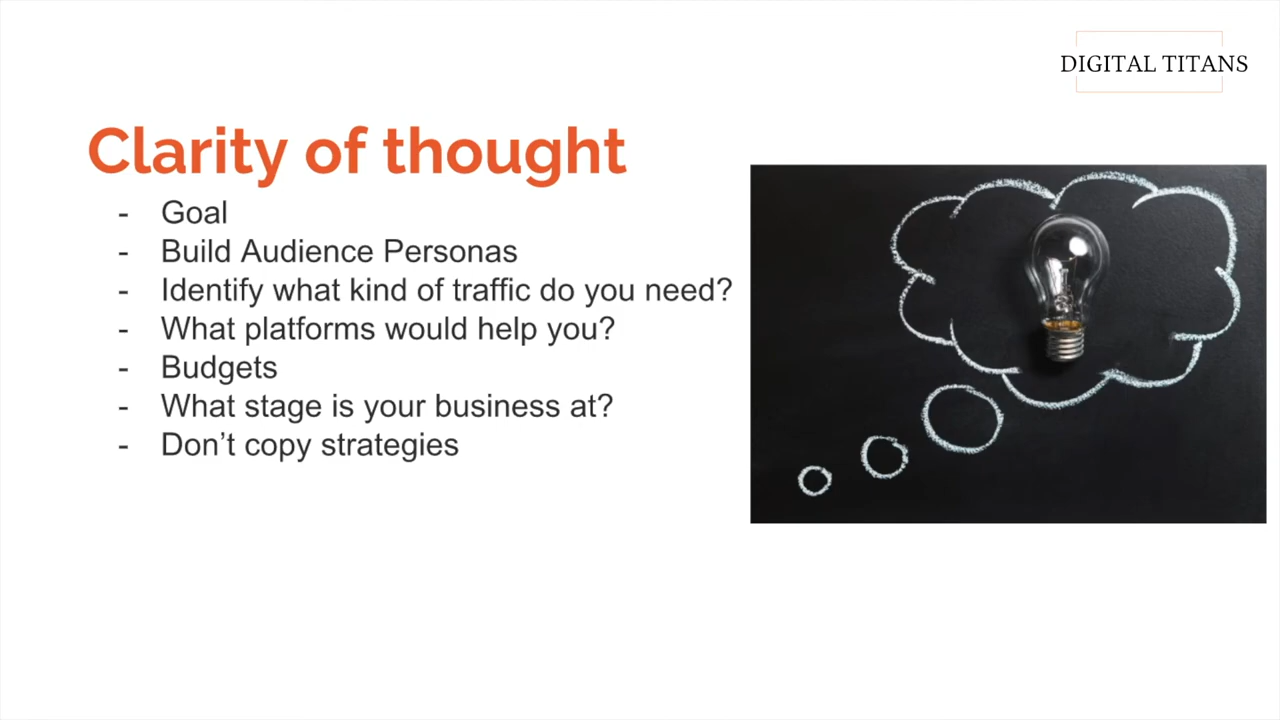 DIGITAL TITANS
Clarity of thought
- Goal
- Build Audience Personas
- Identify what kind of traffic do you need?
- What platforms would help you?
- Budgets
- What stage is your business at?
- Don’t copy strategies